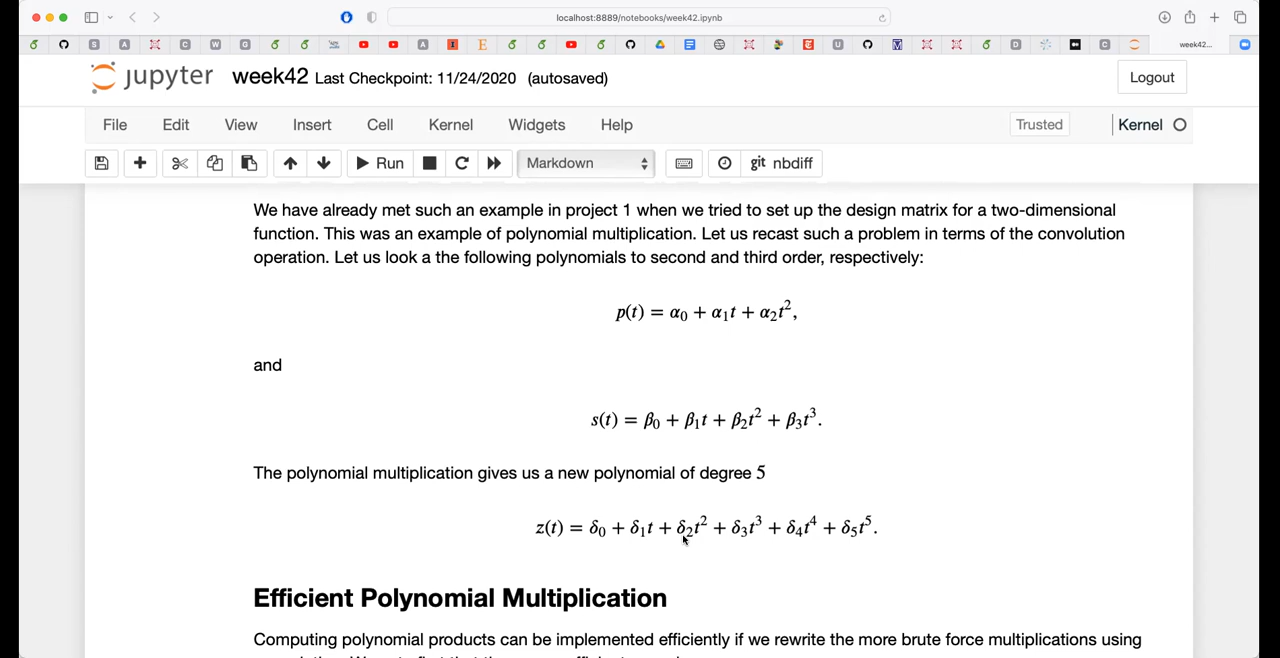 localhost:8889/notebooks/week42.ipynb
week42...
jupyter week42 Last Checkpoint: 11/24/2020 (autosaved)
Logout
File Edit View Insert Cell Kernel Widgets Help
Trusted
Kernel
Run
Markdown
git nbdiff
We have already met such an example in project 1 when we tried to set up the design matrix for a two-dimensional
function. This was an example of polynomial multiplication. Let us recast such a problem in terms of the convolution
operation. Let us look a the following polynomials to second and third order, respectively:
p(t) = α₀ + α₁t + α₂t²,
and
s(t) = β₀ + β₁t + β₂t² + β₃t³.
The polynomial multiplication gives us a new polynomial of degree 5
z(t) = δ₀ + δ₁t + δ₂t² + δ₃t³ + δ₄t⁴ + δ₅t⁵.
Efficient Polynomial Multiplication
Computing polynomial products can be implemented efficiently if we rewrite the more brute force multiplications using